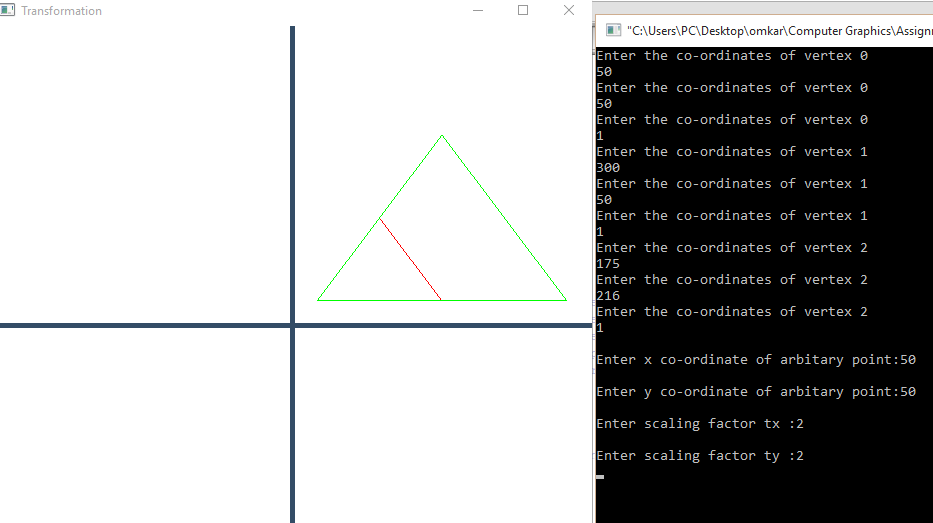 Transformation
"C:\Users\PC\Desktop\omkar\Computer Graphics\Assignr
Enter the co-ordinates of vertex 0
50
Enter the co-ordinates of vertex 0
50
Enter the co-ordinates of vertex 0
1
Enter the co-ordinates of vertex 1
300
Enter the co-ordinates of vertex 1
50
Enter the co-ordinates of vertex 1
1
Enter the co-ordinates of vertex 2
175
Enter the co-ordinates of vertex 2
216
Enter the co-ordinates of vertex 2
1
Enter x co-ordinate of arbitary point:50
Enter y co-ordinate of arbitary point:50
Enter scaling factor tx :2
Enter scaling factor ty :2